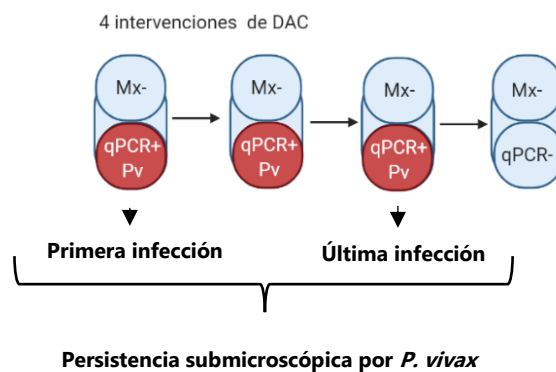 4 intervenciones de DAC
Mx- Mx- Mx- Mx-
qPCR+ qPCR+ qPCR+ qPCR-
Pv Pv Pv
Primera infección Última infección
Persistencia submicroscópica por P. vivax